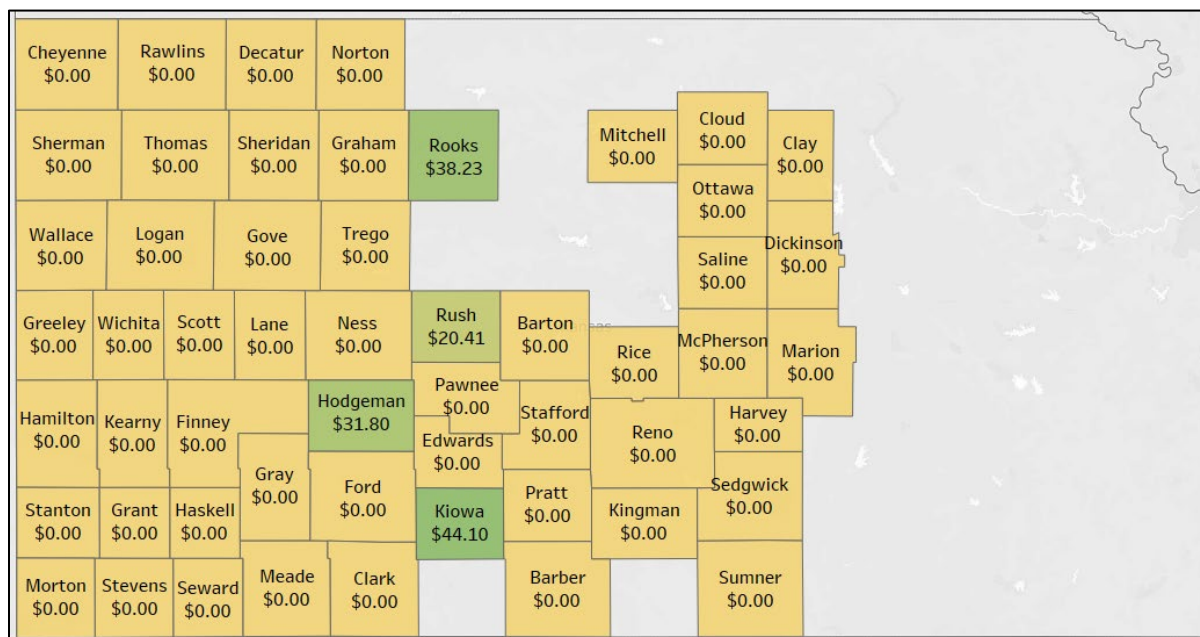 Cheyenne
$0.00
Rawlins
$0.00
Decatur
$0.00
Norton
$0.00
Sherman
$0.00
Thomas
$0.00
Sheridan
$0.00
Graham
$0.00
Rooks
$38.23
Mitchell
$0.00
Cloud
$0.00
Clay
$0.00
Ottawa
$0.00
Wallace
$0.00
Logan
$0.00
Gove
$0.00
Trego
$0.00
Saline
$0.00
Dickinson
$0.00
Greeley
$0.00
Wichita
$0.00
Scott
$0.00
Lane
$0.00
Ness
$0.00
Rush
$20.41
Barton
$0.00
Rice
$0.00
McPherson
$0.00
Marion
$0.00
Hamilton
$0.00
Kearny
$0.00
Finney
$0.00
Hodgeman
$31.80
Pawnee
$0.00
Edwards
$0.00
Stafford
$0.00
Reno
$0.00
Harvey
$0.00
Gray
$0.00
Ford
$0.00
Sedgwick
$0.00
Stanton
$0.00
Grant
$0.00
Haskell
$0.00
Kiowa
$44.10
Pratt
$0.00
Kingman
$0.00
Morton
$0.00
Stevens
$0.00
Seward
$0.00
Meade
$0.00
Clark
$0.00
Barber
$0.00
Sumner
$0.00